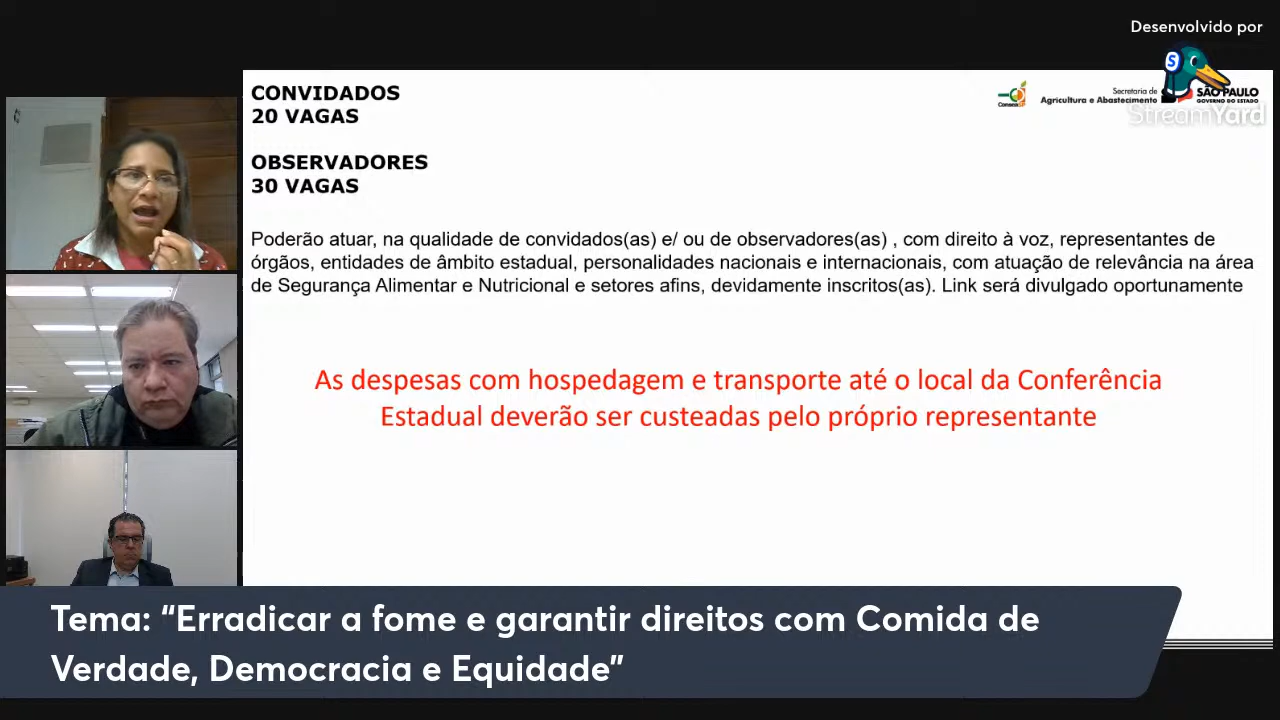 Desenvolvido por
StreamYard
CONVIDADOS
20 VAGAS
Secretaria de
Agricultura e Abastecimento
SÃO PAULO
GOVERNO DO ESTADO
OBSERVADORES
30 VAGAS
Poderão atuar, na qualidade de convidados(as) e/ ou de observadores(as) , com direito à voz, representantes de
órgãos, entidades de âmbito estadual, personalidades nacionais e internacionais, com atuação de relevância na área
de Segurança Alimentar e Nutricional e setores afins, devidamente inscritos(as). Link será divulgado oportunamente
As despesas com hospedagem e transporte até o local da Conferência
Estadual deverão ser custeadas pelo próprio representante
Tema: “Erradicar a fome e garantir direitos com Comida de
Verdade, Democracia e Equidade”